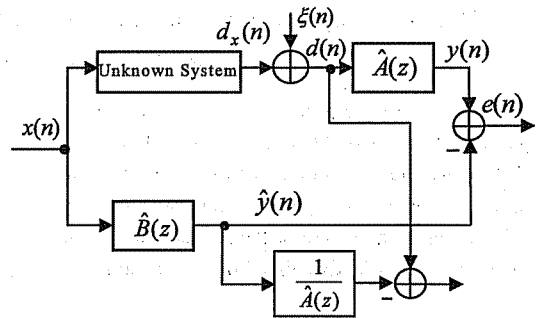 ξ(n)
d_x(n)
d(n)
Unknown System
Â(z)
y(n)
x(n)
e(n)
−
B̂(z)
ŷ(n)
1
Â(z)
−